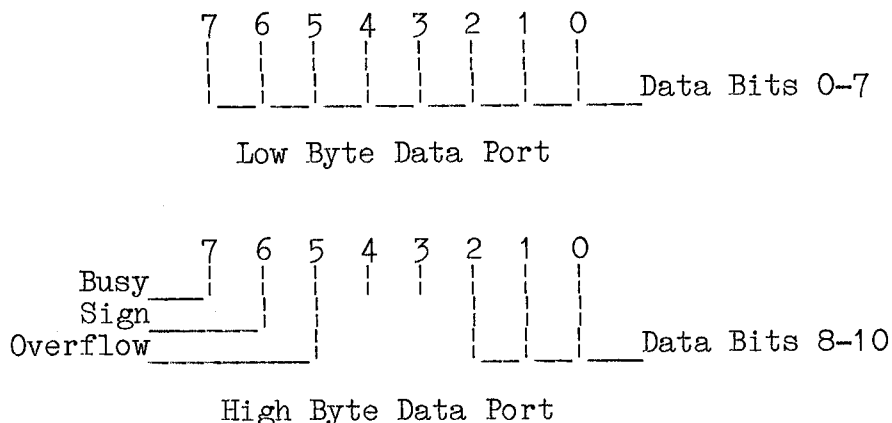 7 6 5 4 3 2 1 0
Data Bits 0-7
Low Byte Data Port
7 6 5 4 3 2 1 0
Busy
Sign
Overflow
Data Bits 8-10
High Byte Data Port